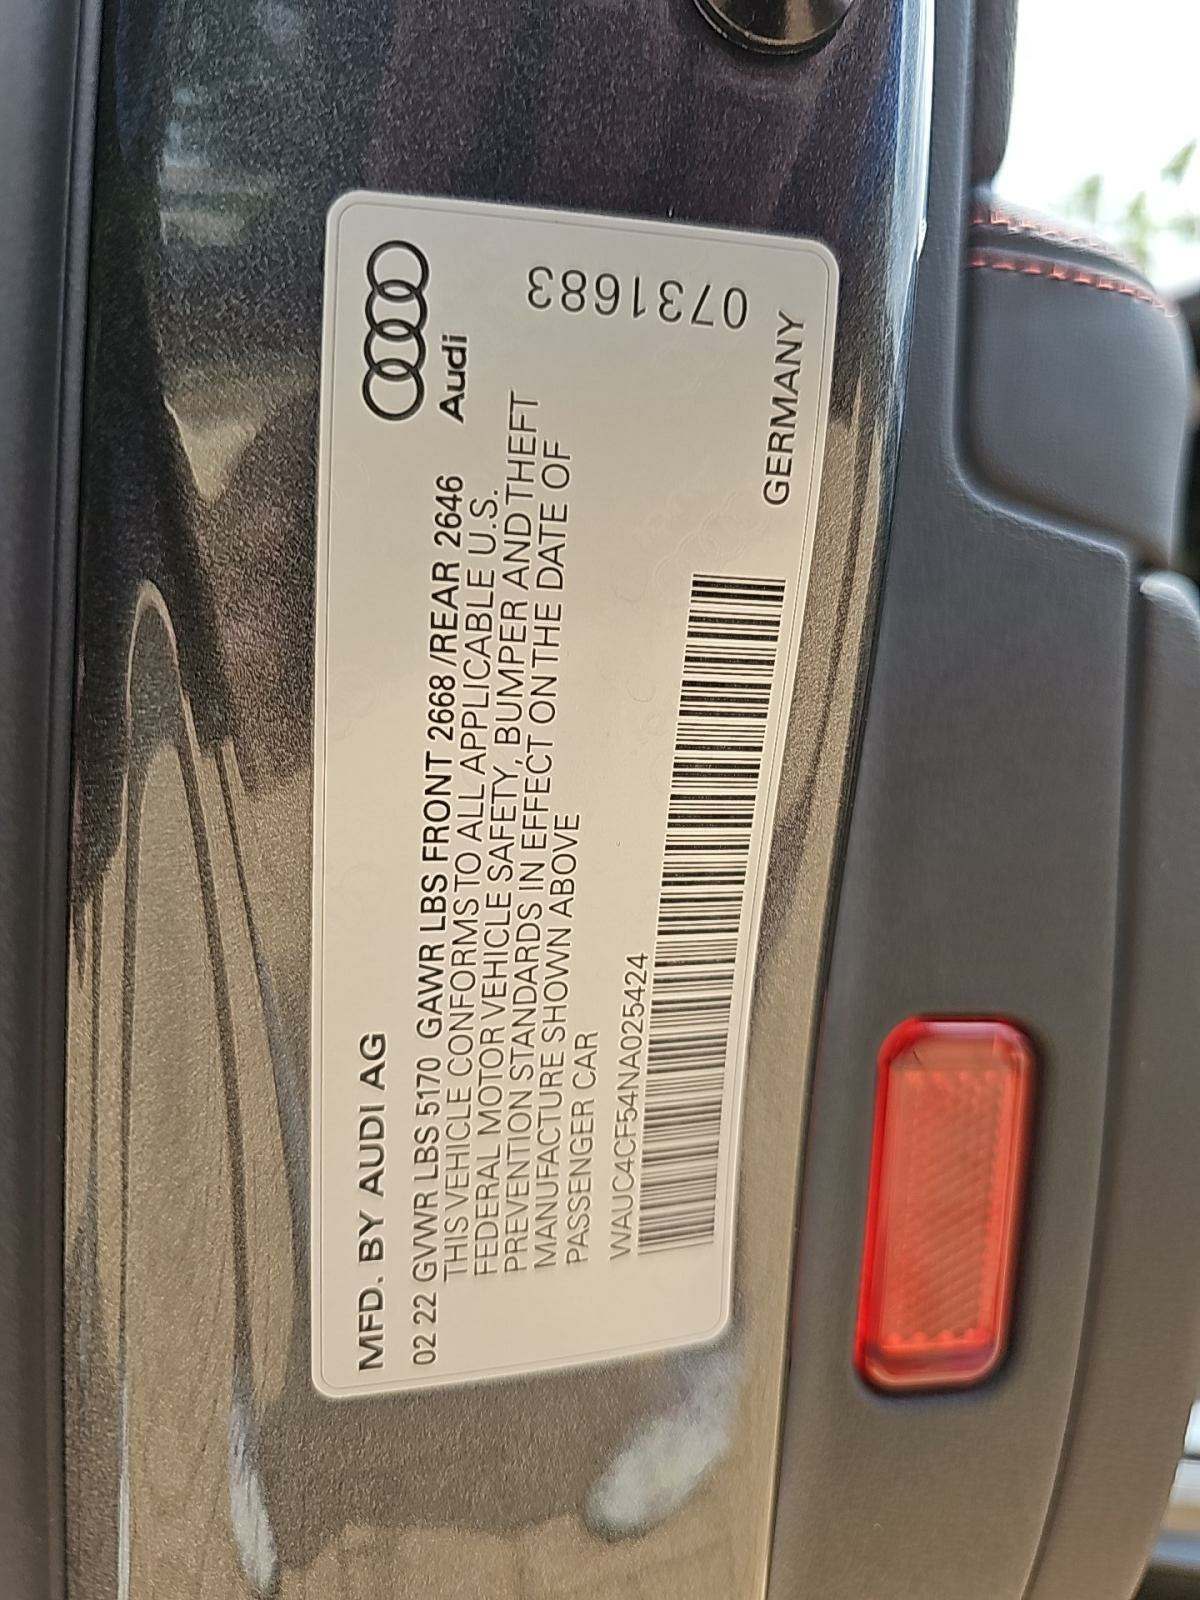 MFD. BY AUDI AG
Audi
02 22 GVWR LBS 5170 GAWR LBS FRONT 2668/REAR 2646
THIS VEHICLE CONFORMS TO ALL APPLICABLE U.S.
FEDERAL MOTOR VEHICLE SAFETY, BUMPER AND THEFT
PREVENTION STANDARDS IN EFFECT ON THE DATE OF
MANUFACTURE SHOWN ABOVE
PASSENGER CAR
WAUC4CF54NA025424
GERMANY
0731683